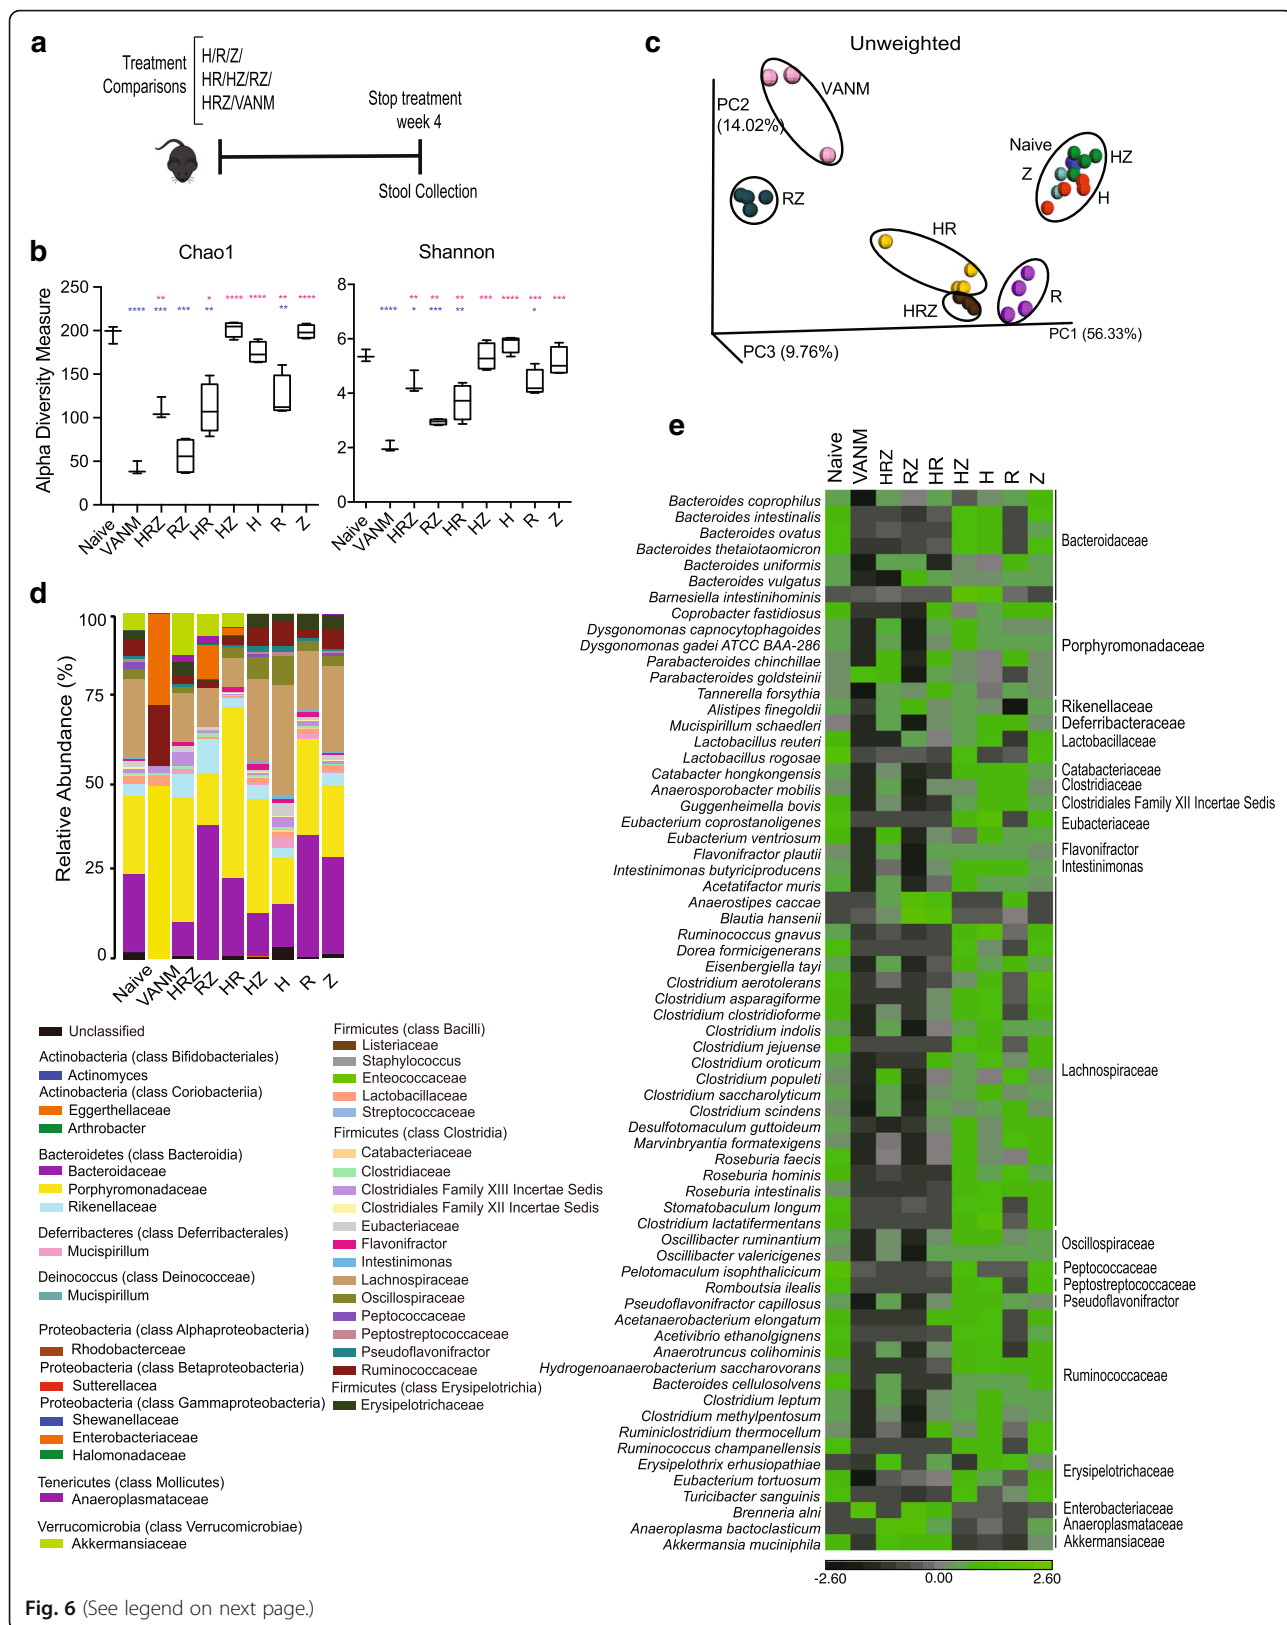 a
Treatment
Comparisons
H/R/Z/
HR/HZ/RZ/
HRZ/VANM
Stop treatment
week 4
Stool Collection
b
Chao1
Shannon
Alpha Diversity Measure
250
200
150
100
50
0
** * **** **** ** ****
**** *** *** ** **
Naive
VANM
HRZ
RZ
HR
HZ
H
R
Z
8
6
4
2
0
** ** ** *** **** *** ***
**** * *** ** *
Naive
VANM
HRZ
RZ
HR
HZ
H
R
Z
c
Unweighted
PC2
(14.02%)
VANM
RZ
Naive
Z
HZ
H
HR
HRZ
R
PC1 (56.33%)
PC3 (9.76%)
d
Relative Abundance (%)
100
75
50
25
0
Naive
VANM
HRZ
RZ
HR
HZ
H
R
Z
Unclassified
Actinobacteria (class Bifidobacteriales)
Actinomyces
Actinobacteria (class Coriobacteriia)
Eggerthellaceae
Arthrobacter
Bacteroidetes (class Bacteroidia)
Bacteroidaceae
Porphyromonadaceae
Rikenellaceae
Deferribacteres (class Deferribacterales)
Mucispirillum
Deinococcus (class Deinococceae)
Mucispirillum
Proteobacteria (class Alphaproteobacteria)
Rhodobacterceae
Proteobacteria (class Betaproteobacteria)
Sutterellacea
Proteobacteria (class Gammaproteobacteria)
Shewanellaceae
Enterobacteriaceae
Halomonadaceae
Tenericutes (class Mollicutes)
Anaeroplasmataceae
Verrucomicrobia (class Verrucomicrobiae)
Akkermansiaceae
Firmicutes (class Bacilli)
Listeriaceae
Staphylococcus
Enteococcaceae
Lactobacillaceae
Streptococcaceae
Firmicutes (class Clostridia)
Catabacteriaceae
Clostridiaceae
Clostridiales Family XIII Incertae Sedis
Clostridiales Family XII Incertae Sedis
Eubacteriaceae
Flavonifractor
Intestinimonas
Lachnospiraceae
Oscillospiraceae
Peptococcaceae
Peptostreptococcaceae
Pseudoflavonifractor
Ruminococcaceae
Firmicutes (class Erysipelotrichia)
Erysipelotrichaceae
e
Naive
VANM
HRZ
RZ
HR
HZ
H
R
Z
Bacteroides coprophilus
Bacteroides intestinalis
Bacteroides ovatus
Bacteroides thetaiotaomicron
Bacteroides uniformis
Bacteroides vulgatus
Barnesiella intestinihominis
Coprobacter fastidiosus
Dysgonomonas capnocytophagoides
Dysgonomonas gadei ATCC BAA-286
Parabacteroides chinchillae
Parabacteroides goldsteinii
Tannerella forsythia
Alistipes finegoldii
Mucispirillum schaedleri
Lactobacillus reuteri
Lactobacillus rogosae
Catabacter hongkongensis
Anaerosporobacter mobilis
Guggenheimella bovis
Eubacterium coprostanoligenes
Eubacterium ventriosum
Flavonifractor plautii
Intestinimonas butyriciproducens
Acetatifactor muris
Anaerostipes caccae
Blautia hansenii
Ruminococcus gnavus
Dorea formicigenerans
Eisenbergiella tayi
Clostridium aerotolerans
Clostridium asparagiforme
Clostridium clostridioforme
Clostridium indolis
Clostridium jejuense
Clostridium oroticum
Clostridium populeti
Clostridium saccharolyticum
Clostridium scindens
Desulfotomaculum guttoideum
Marvinbryantia formatexigens
Roseburia faecis
Roseburia hominis
Roseburia intestinalis
Stomatobaculum longum
Clostridium lactatifermentans
Oscillibacter ruminantium
Oscillibacter valericigenes
Pelotomaculum isophthalicicum
Romboutsia ilealis
Pseudoflavonifractor capillosus
Acetanaerobacterium elongatum
Acetivibrio ethanolgignens
Anaerotruncus colihominis
Hydrogenoanaerobacterium saccharovorans
Bacteroides cellulosolvens
Clostridium leptum
Clostridium methylpentosum
Ruminiclostridium thermocellum
Ruminococcus champanellensis
Erysipelothrix erhusiopathiae
Eubacterium tortuosum
Turicibacter sanguinis
Brenneria alni
Anaeroplasma bactoclasticum
Akkermansia muciniphila
Bacteroidaceae
Porphyromonadaceae
Rikenellaceae
Deferribacteraceae
Lactobacillaceae
Catabacteriaceae
Clostridiaceae
Clostridiales Family XII Incertae Sedis
Eubacteriaceae
Flavonifractor
Intestinimonas
Lachnospiraceae
Oscillospiraceae
Peptococcaceae
Peptostreptococcaceae
Pseudoflavonifractor
Ruminococcaceae
Erysipelotrichaceae
Enterobacteriaceae
Anaeroplasmataceae
Akkermansiaceae
-2.60
0.00
2.60
Fig. 6 (See legend on next page.)